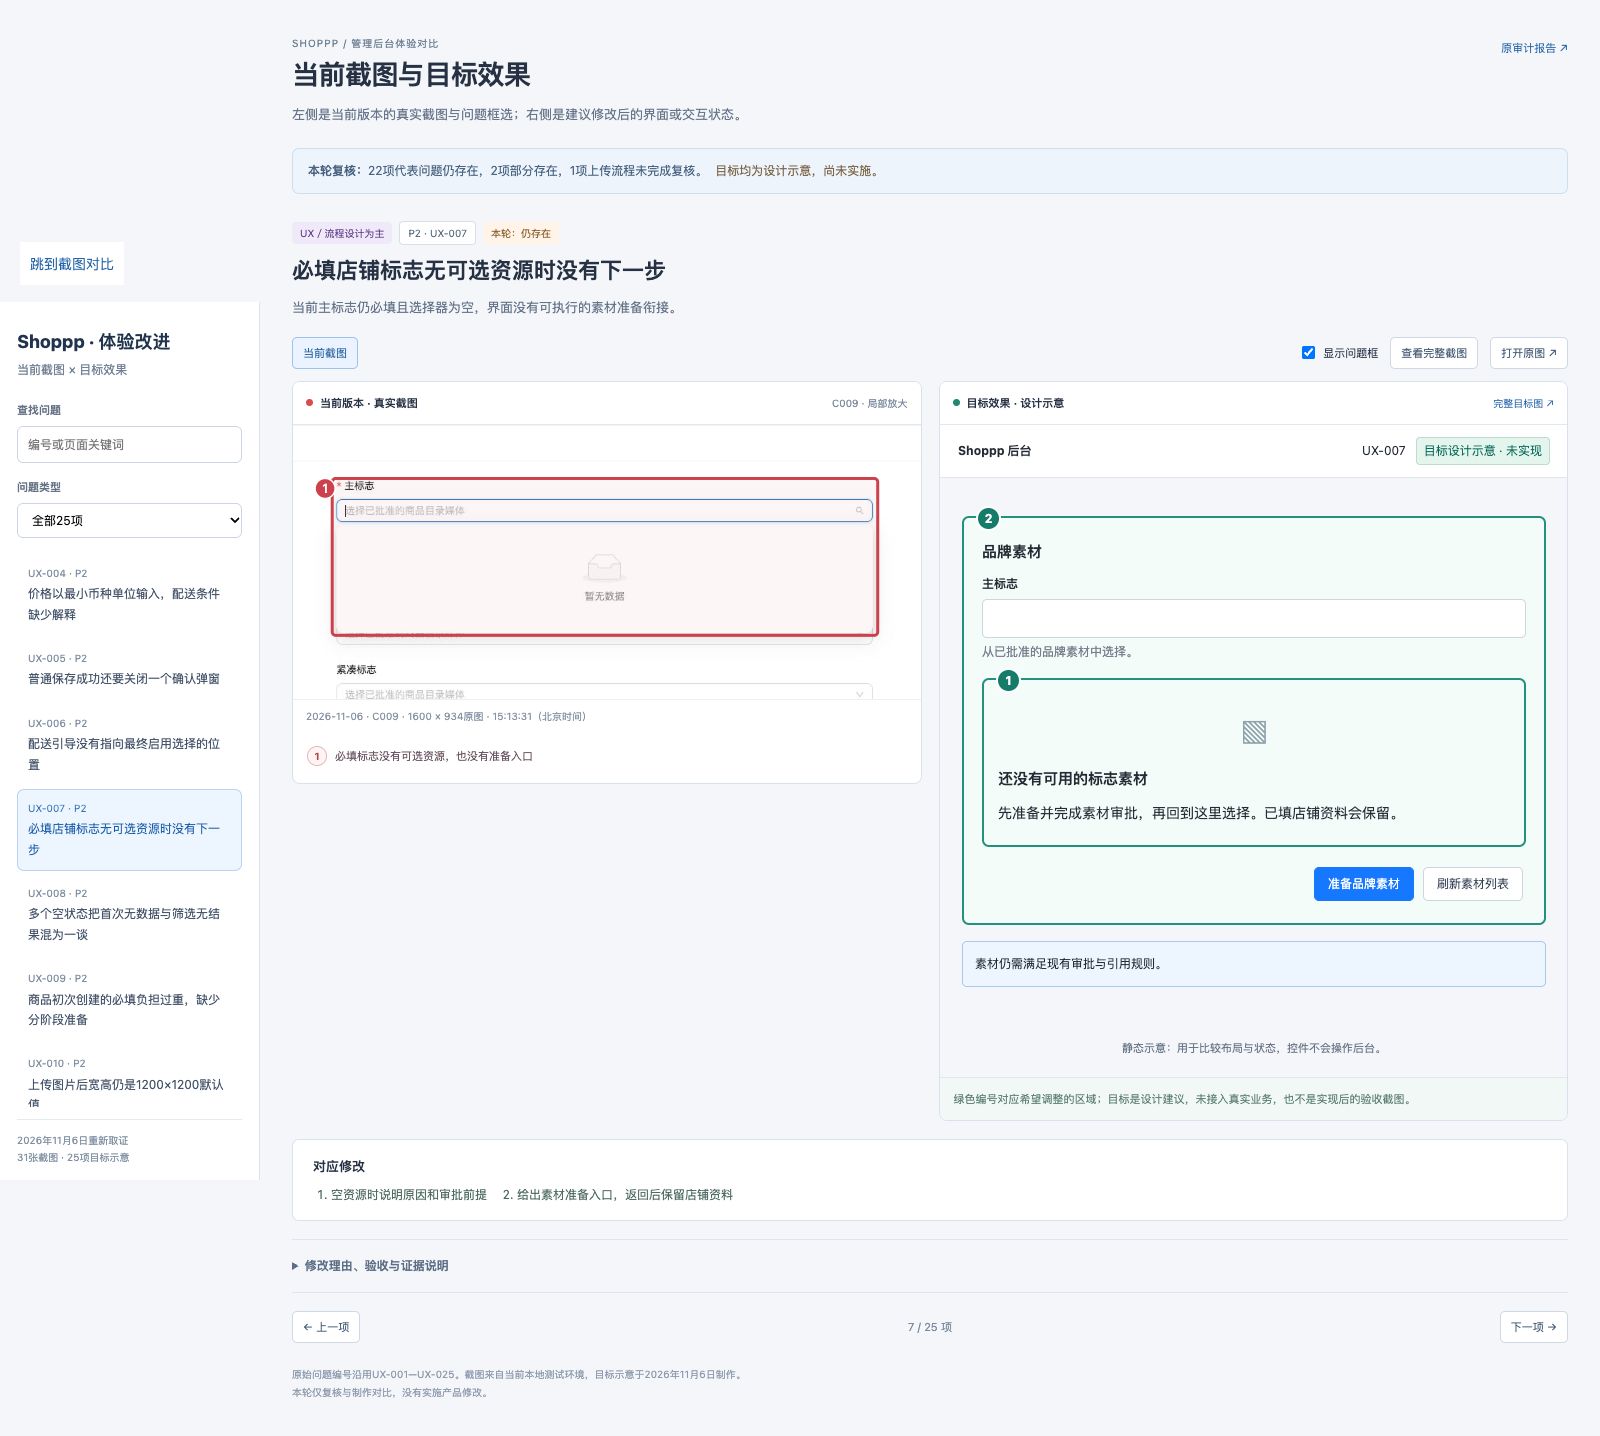 SHOPPP / 管理后台体验对比
当前截图与目标效果
左侧是当前版本的真实截图与问题框选；右侧是建议修改后的界面或交互状态。
原审计报告 ↗
本轮复核：22项代表问题仍存在，2项部分存在，1项上传流程未完成复核。 目标均为设计示意，尚未实施。
跳到截图对比
Shoppp · 体验改进
当前截图 × 目标效果
查找问题
编号或页面关键词
问题类型
全部25项
UX-004 · P2
价格以最小币种单位输入，配送条件
缺少解释
UX-005 · P2
普通保存成功还要关闭一个确认弹窗
UX-006 · P2
配送引导没有指向最终启用选择的位
置
UX-007 · P2
必填店铺标志无可选资源时没有下一
步
UX-008 · P2
多个空状态把首次无数据与筛选无结
果混为一谈
UX-009 · P2
商品初次创建的必填负担过重，缺少
分阶段准备
UX-010 · P2
上传图片后宽高仍是1200×1200默认
值
2026年11月6日重新取证
31张截图 · 25项目标示意
UX / 流程设计为主
P2 · UX-007
本轮：仍存在
必填店铺标志无可选资源时没有下一步
当前主标志仍必填且选择器为空，界面没有可执行的素材准备衔接。
当前截图
显示问题框
查看完整截图
打开原图 ↗
当前版本 · 真实截图
C009 · 局部放大
1
* 主标志
选择已批准的商品目录媒体
暂无数据
紧凑标志
选择已批准的商品目录媒体
2026-11-06 · C009 · 1600 × 934原图 · 15:13:31（北京时间）
1 必填标志没有可选资源，也没有准备入口
目标效果 · 设计示意
完整目标图 ↗
Shoppp 后台
UX-007
目标设计示意 · 未实现
2
品牌素材
主标志
从已批准的品牌素材中选择。
1
还没有可用的标志素材
先准备并完成素材审批，再回到这里选择。已填店铺资料会保留。
准备品牌素材
刷新素材列表
素材仍需满足现有审批与引用规则。
静态示意：用于比较布局与状态，控件不会操作后台。
绿色编号对应希望调整的区域；目标是设计建议，未接入真实业务，也不是实现后的验收截图。
对应修改
1. 空资源时说明原因和审批前提 2. 给出素材准备入口，返回后保留店铺资料
▶ 修改理由、验收与证据说明
← 上一项
7 / 25 项
下一项 →
原始问题编号沿用UX-001—UX-025。截图来自当前本地测试环境，目标示意于2026年11月6日制作。
本轮仅复核与制作对比，没有实施产品修改。